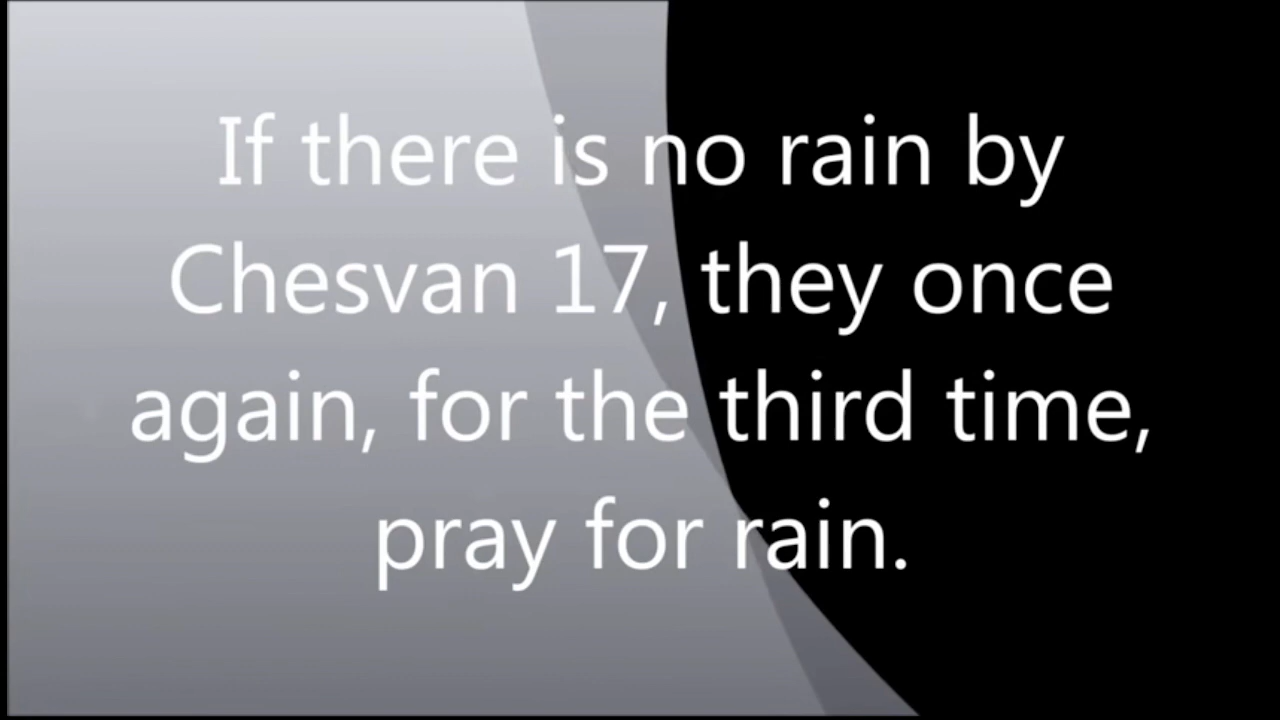 If there is no rain by
Chesvan 17, they once
again, for the third time,
pray for rain.